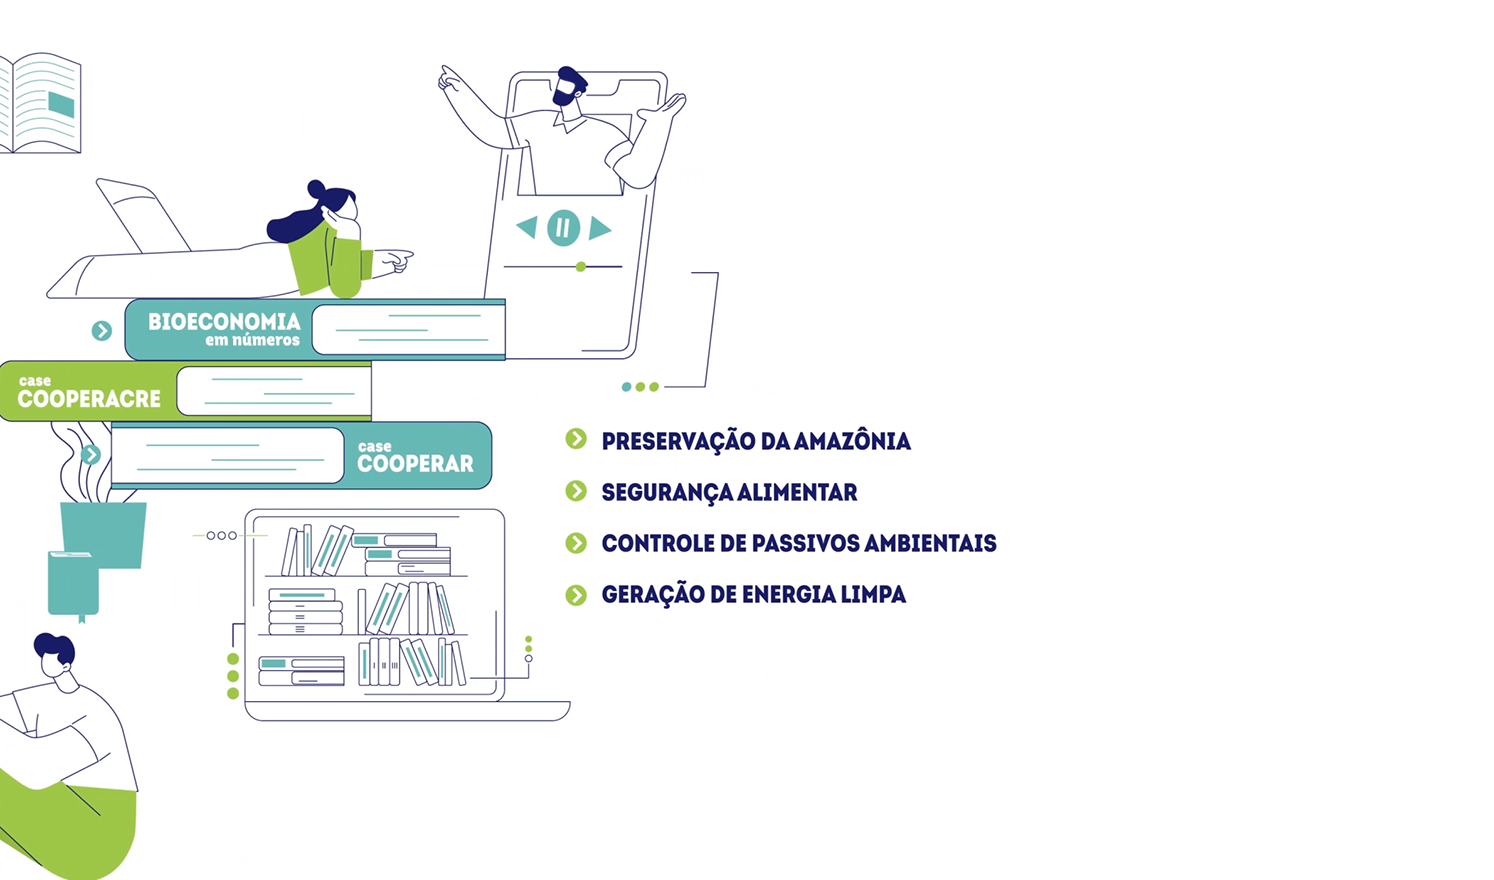 BIOECONOMIA
em números
case
COOPERACRE
case
COOPERAR
PRESERVAÇÃO DA AMAZÔNIA
SEGURANÇA ALIMENTAR
CONTROLE DE PASSIVOS AMBIENTAIS
GERAÇÃO DE ENERGIA LIMPA